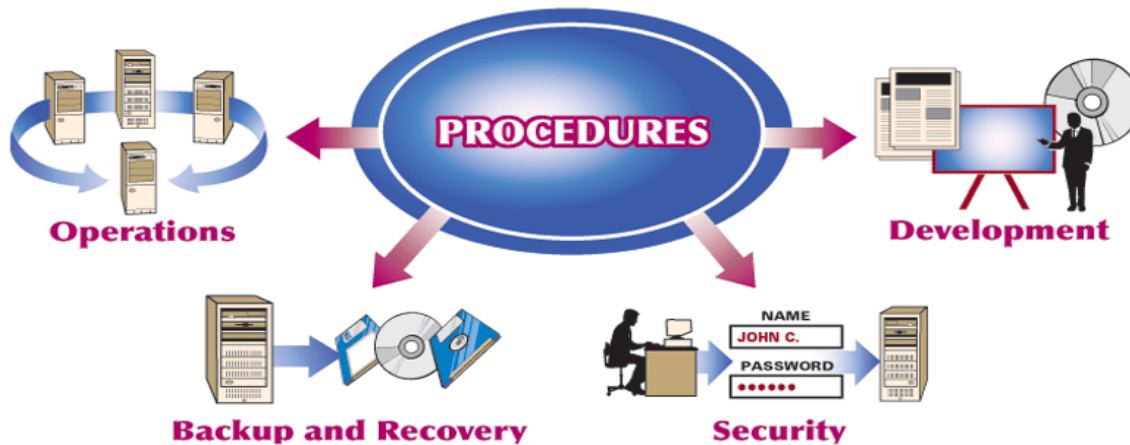 PROCEDURES
Operations
Development
Backup and Recovery
NAME
JOHN C.
PASSWORD
******
Security